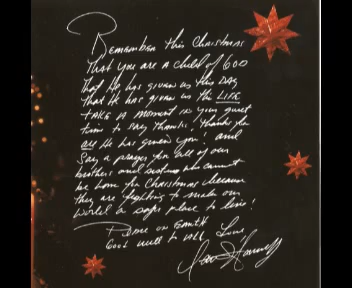 Remember this Christmas
That you are a child of GOD
That He has given us this Day,
That He has given us the LIFE
TAKE A MOMENT in your quiet
time to say Thanks! Thanks for
all He has given you! and
Say a prayer for all of our
brothers and sisters who cannot
be home for Christmas because
they are fighting to make our
World a safe place to live!
PEACE ON EARTH Love
Good will to all!